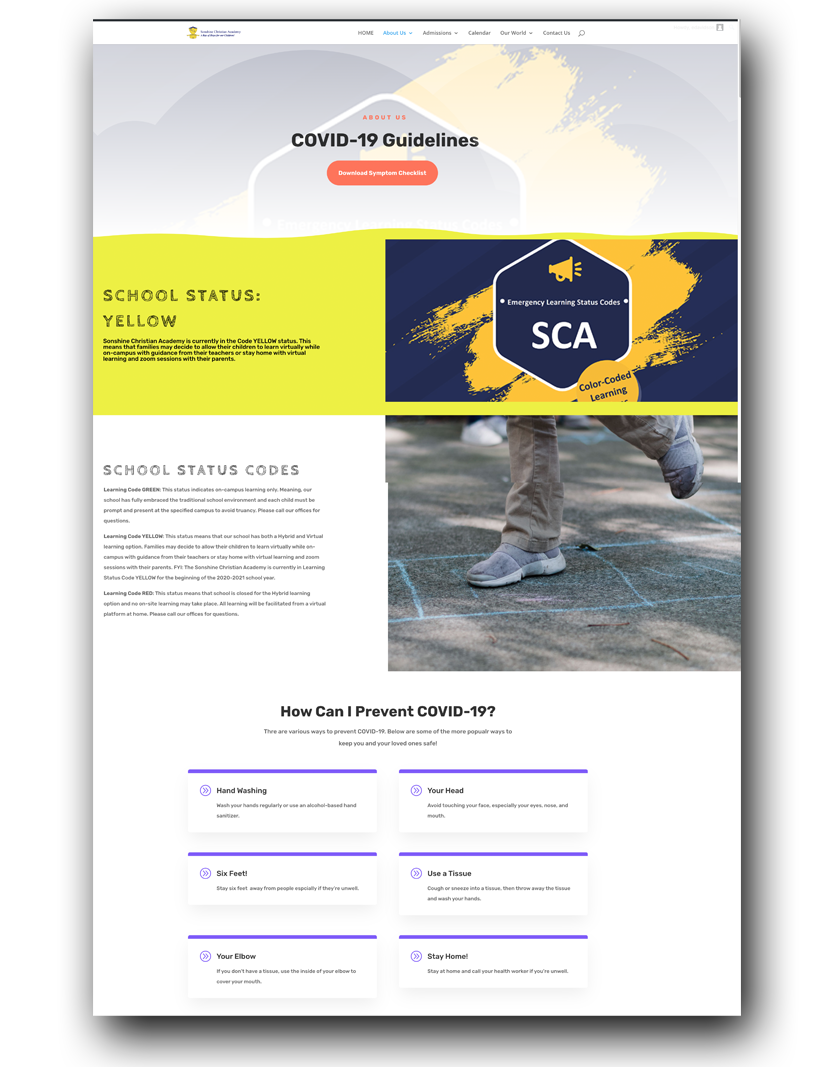 Sonshine Christian Academy
HOME About Us Admissions Calendar Our World Contact Us
ABOUT US
COVID-19 Guidelines
Download Symptom Checklist
Emergency Learning Status Codes
SCHOOL STATUS:
YELLOW
Sonshine Christian Academy is currently in the Code YELLOW status. This
means that families may decide to allow their children to learn virtually while
on-campus with guidance from their teachers or stay home with virtual
learning and zoom sessions with their parents.
Emergency Learning Status Codes
SCA
Color-Coded
Learning
SCHOOL STATUS CODES
Learning Code GREEN: This status indicates on-campus learning only. Meaning, our
school has fully embraced the traditional school environment and each child must be
prompt and present at the specified campus to avoid truancy. Please call our offices for
questions.
Learning Code YELLOW: This status means that our school has both a Hybrid and Virtual
learning option. Families may decide to allow their children to learn virtually while on-
campus with guidance from their teachers or stay home with virtual learning and zoom
sessions with their parents. FYI: The Sonshine Christian Academy is currently in Learning
Status Code YELLOW for the beginning of the 2020-2021 school year.
Learning Code RED: This status means that school is closed for the Hybrid learning
option and no on-site learning may take place. All learning will be facilitated from a virtual
platform at home. Please call our offices for questions.
How Can I Prevent COVID-19?
Thre are various ways to prevent COVID-19. Below are some of the more popualr ways to
keep you and your loved ones safe!
Hand Washing
Wash your hands regularly or use an alcohol-based hand
sanitizer.
Your Head
Avoid touching your face, especially your eyes, nose, and
mouth.
Six Feet!
Stay six feet away from people espcially if they're unwell.
Use a Tissue
Cough or sneeze into a tissue, then throw away the tissue
and wash your hands.
Your Elbow
If you don't have a tissue, use the inside of your elbow to
cover your mouth.
Stay Home!
Stay at home and call your health worker if you're unwell.